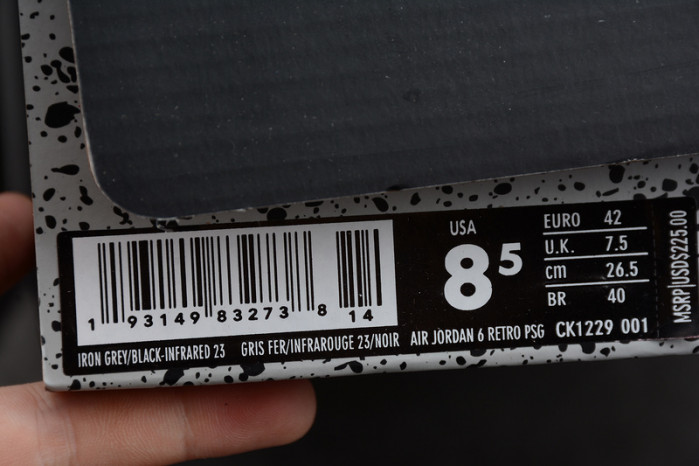 USA
8 5
EURO 42
U.K. 7.5
cm 26.5
BR 40
MSRP|USD$225.00
1 93149 83273 8 14
IRON GREY/BLACK-INFRARED 23 GRIS FER/INFRAROUGE 23/NOIR AIR JORDAN 6 RETRO PSG CK1229 001